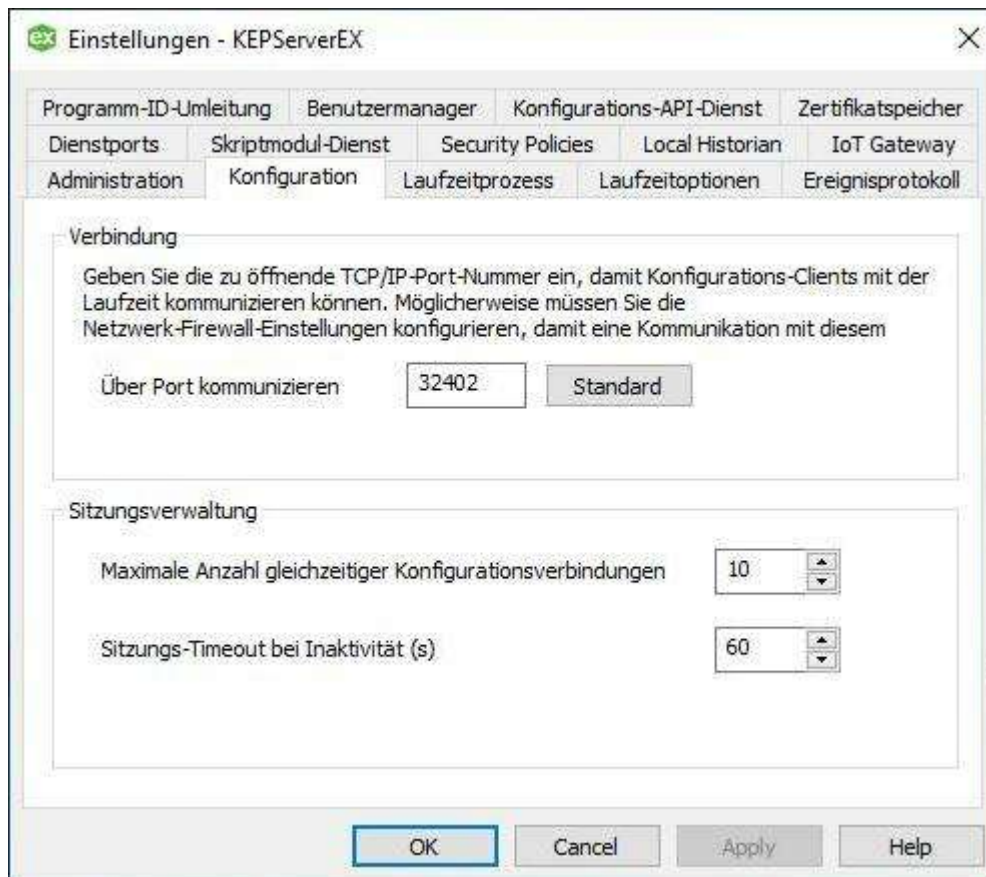 Einstellungen - KEPServerEX
Programm-ID-Umleitung Benutzermanager Konfigurations-API-Dienst Zertifikatspeicher
Dienstports Skriptmodul-Dienst Security Policies Local Historian IoT Gateway
Administration Konfiguration Laufzeitprozess Laufzeitoptionen Ereignisprotokoll
Verbindung
Geben Sie die zu öffnende TCP/IP-Port-Nummer ein, damit Konfigurations-Clients mit der
Laufzeit kommunizieren können. Möglicherweise müssen Sie die
Netzwerk-Firewall-Einstellungen konfigurieren, damit eine Kommunikation mit diesem
Über Port kommunizieren 32402 Standard
Sitzungsverwaltung
Maximale Anzahl gleichzeitiger Konfigurationsverbindungen 10
Sitzungs-Timeout bei Inaktivität (s) 60
OK Cancel Apply Help